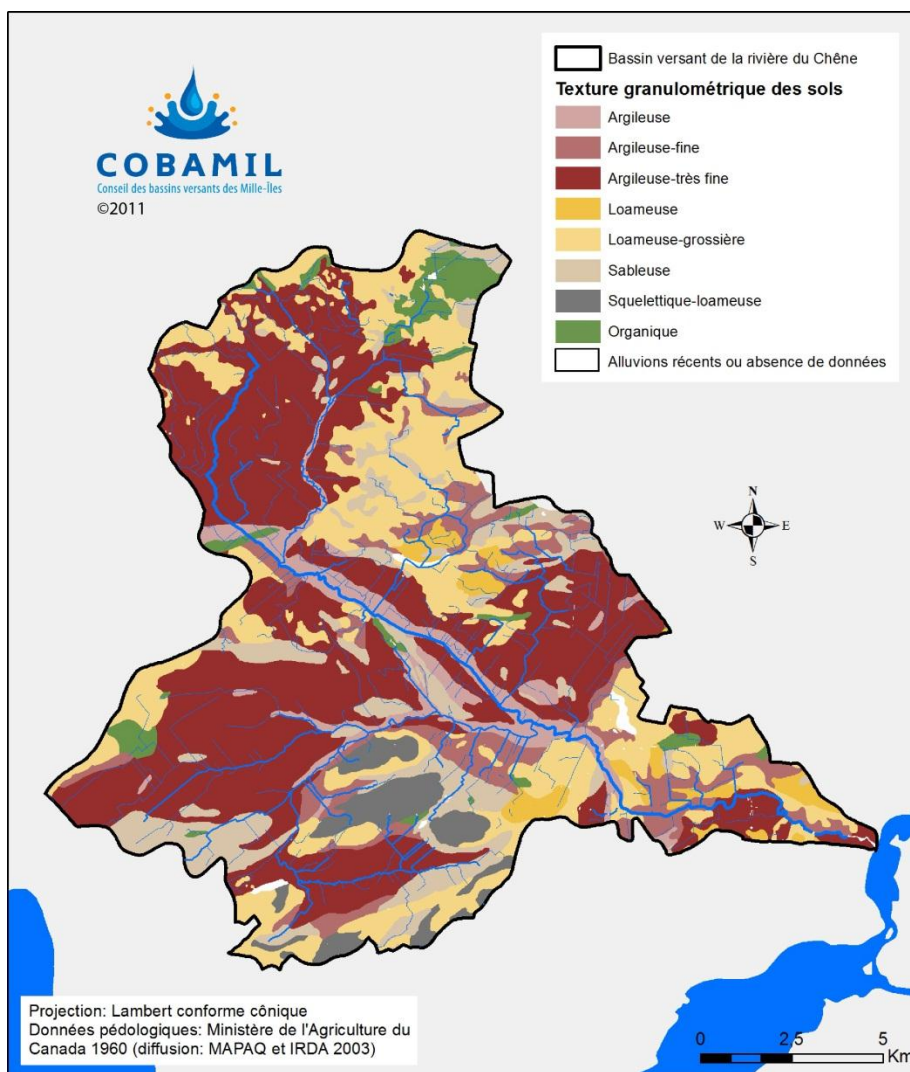 COBAMIL
Conseil des bassins versants des Mille-Îles
©2011
Bassin versant de la rivière du Chêne
Texture granulométrique des sols
Argileuse
Argileuse-fine
Argileuse-très fine
Loameuse
Loameuse-grossière
Sableuse
Squelettique-loameuse
Organique
Alluvions récents ou absence de données
N
W E
S
Projection: Lambert conforme cônique
Données pédologiques: Ministère de l'Agriculture du
Canada 1960 (diffusion: MAPAQ et IRDA 2003)
0 2,5 5
Km